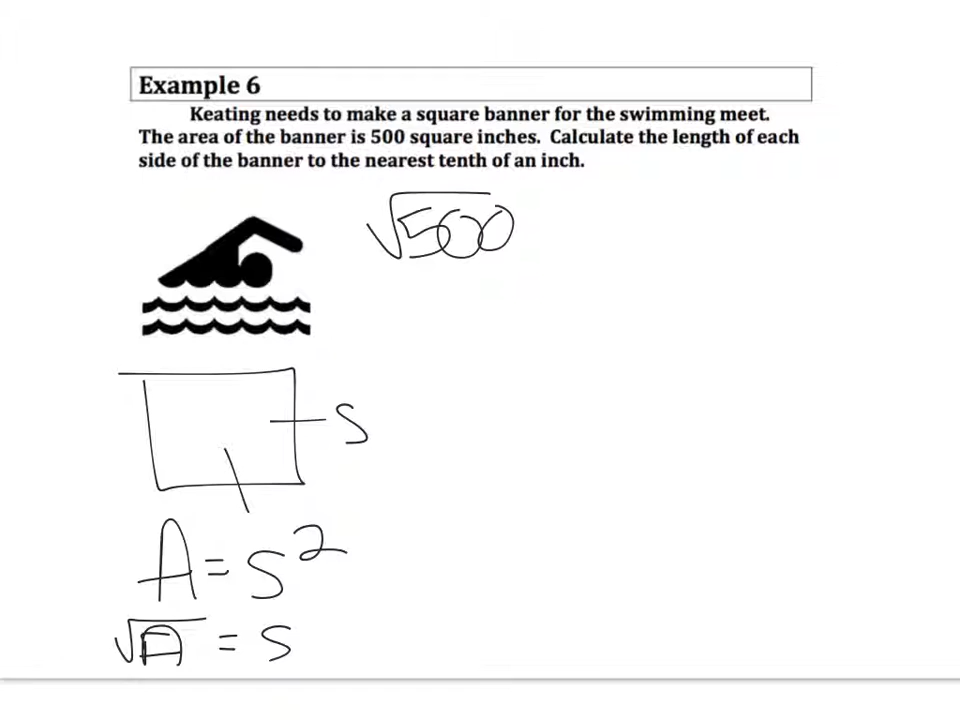 Example 6
Keating needs to make a square banner for the swimming meet.
The area of the banner is 500 square inches. Calculate the length of each
side of the banner to the nearest tenth of an inch.
√500
S
A = S²
√A = S